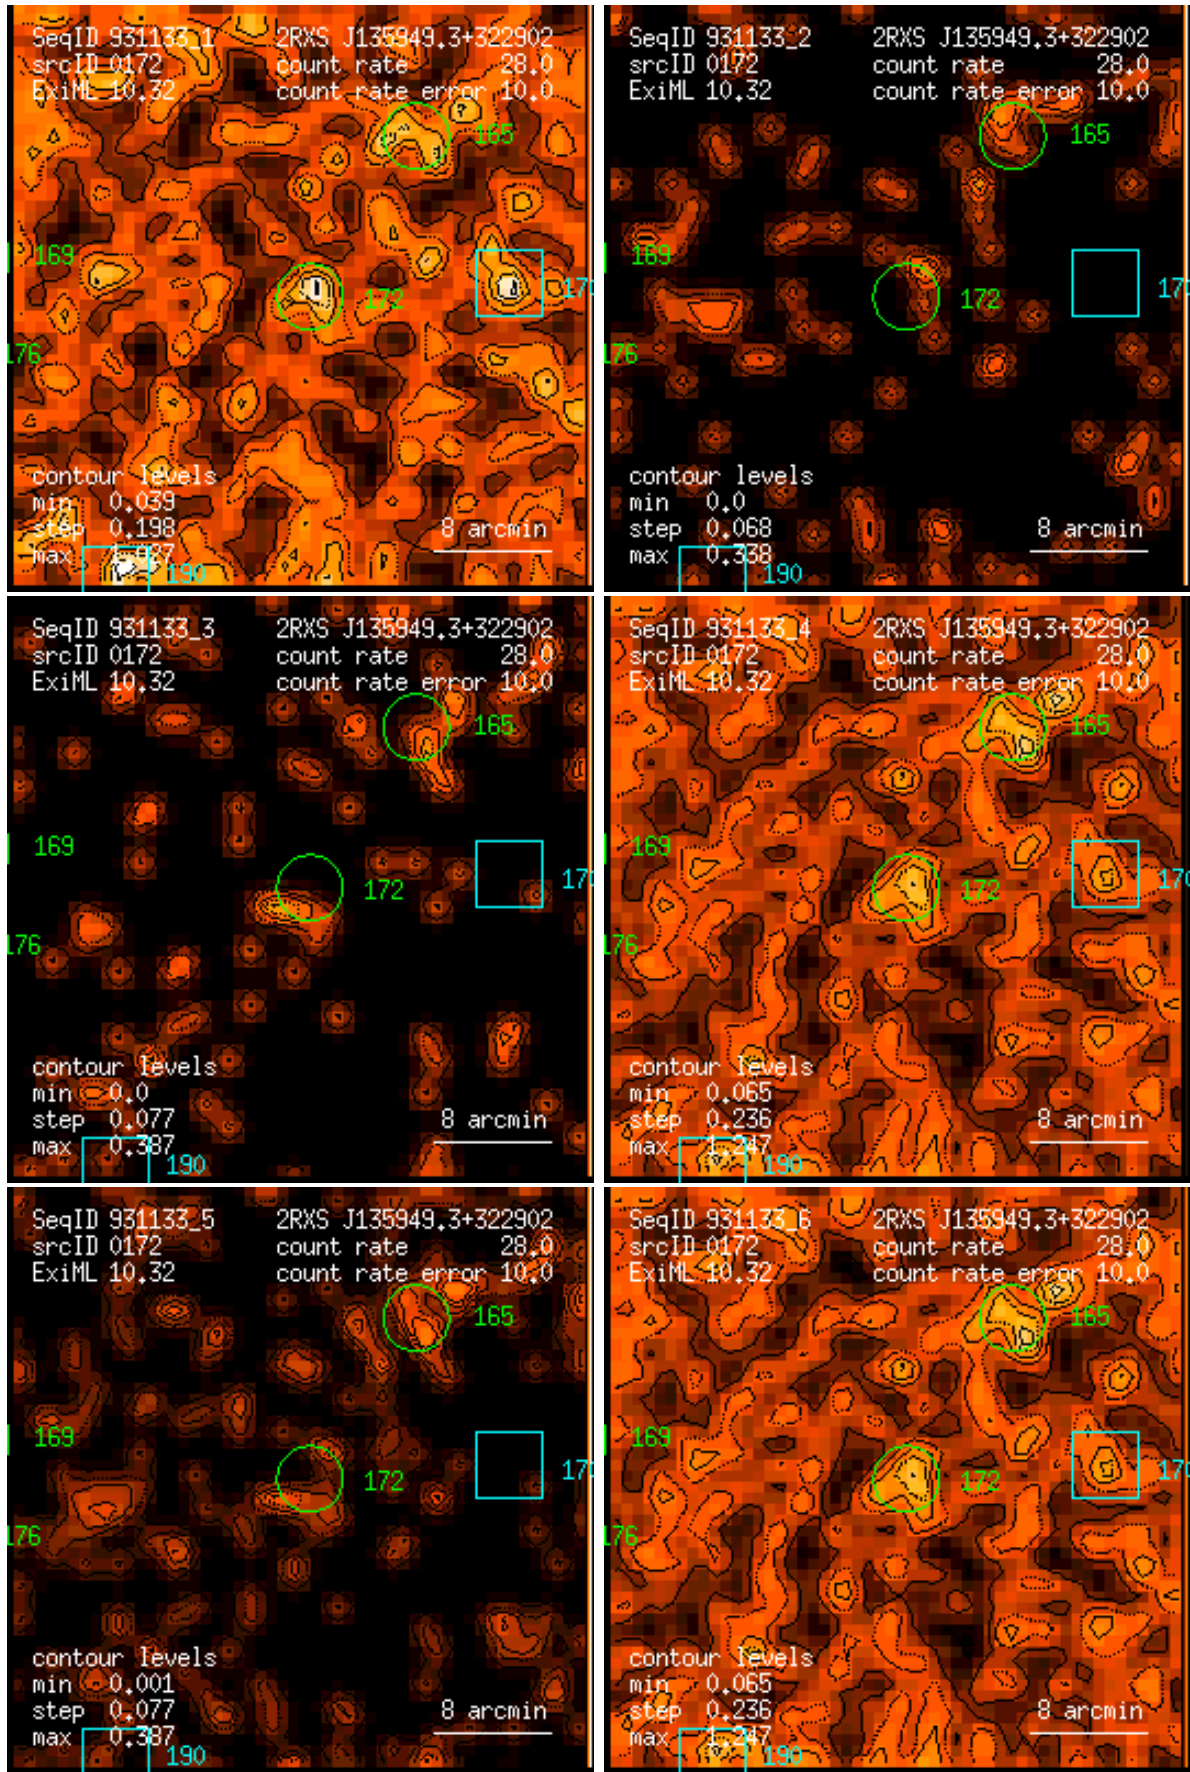 SeqID 931133_1 2RXS J135949.3+322902
srcID 0172 count rate 28.0
ExiML 10.32 count rate error 10.0
165
169
172
176
contour levels
min 0.039
step 0.198 8 arcmin
max 1.027
190
SeqID 931133_2 2RXS J135949.3+322902
srcID 0172 count rate 28.0
ExiML 10.32 count rate error 10.0
165
169
172
176
contour levels
min 0.0
step 0.068 8 arcmin
max 0.338
190
SeqID 931133_3 2RXS J135949.3+322902
srcID 0172 count rate 28.0
ExiML 10.32 count rate error 10.0
165
169
172
176
contour levels
min 0.0
step 0.077 8 arcmin
max 0.387
190
SeqID 931133_4 2RXS J135949.3+322902
srcID 0172 count rate 28.0
ExiML 10.32 count rate error 10.0
165
169
172
176
contour levels
min 0.065
step 0.236 8 arcmin
max 1.247
190
SeqID 931133_5 2RXS J135949.3+322902
srcID 0172 count rate 28.0
ExiML 10.32 count rate error 10.0
165
169
172
176
contour levels
min 0.001
step 0.077 8 arcmin
max 0.387
190
SeqID 931133_6 2RXS J135949.3+322902
srcID 0172 count rate 28.0
ExiML 10.32 count rate error 10.0
165
169
172
176
contour levels
min 0.065
step 0.236 8 arcmin
max 1.247
190